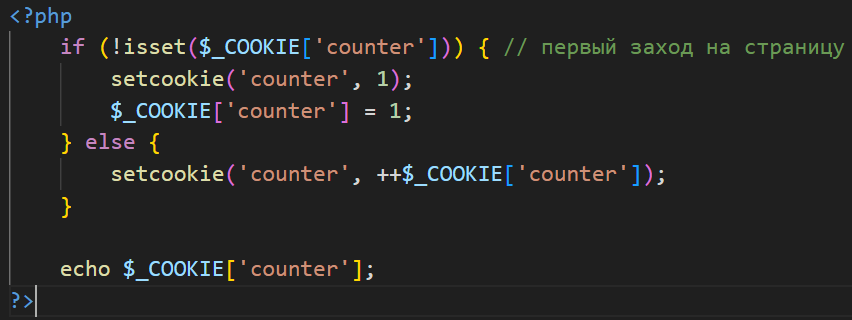 <?php
if (!isset($_COOKIE['counter'])) { // первый заход на страницу
setcookie('counter', 1);
$_COOKIE['counter'] = 1;
} else {
setcookie('counter', ++$_COOKIE['counter']);
}
echo $_COOKIE['counter'];
?>